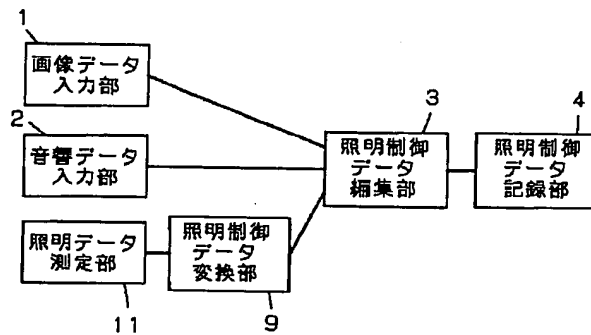 1
画像データ
入力部
2
音響データ
入力部
3
照明制御
データ
編集部
4
照明制御
データ
記録部
照明データ
測定部
11
照明制御
データ
変換部
9